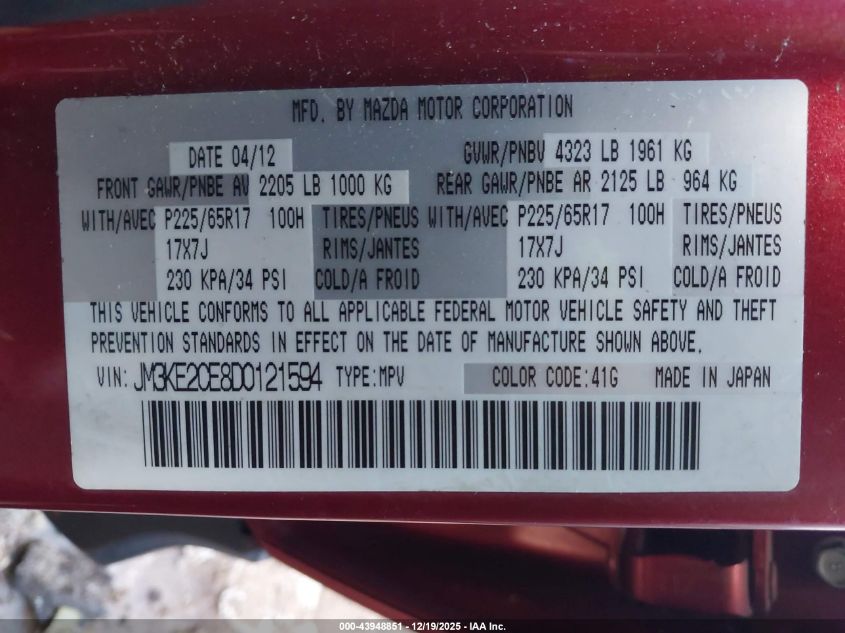 MFD. BY MAZDA MOTOR CORPORATION
DATE 04/12 GVWR/PNBV 4323 LB 1961 KG
FRONT GAWR/PNBE AV 2205 LB 1000 KG REAR GAWR/PNBE AR 2125 LB 964 KG
WITH/AVEC P225/65R17 100H TIRES/PNEUS WITH/AVEC P225/65R17 100H TIRES/PNEUS
17X7J RIMS/JANTES 17X7J RIMS/JANTES
230 KPA/34 PSI COLD/A FROID 230 KPA/34 PSI COLD/A FROID
THIS VEHICLE CONFORMS TO ALL APPLICABLE FEDERAL MOTOR VEHICLE SAFETY AND THEFT
PREVENTION STANDARDS IN EFFECT ON THE DATE OF MANUFACTURE SHOWN ABOVE.
VIN: JM3KE2CE8D0121594 TYPE:MPV COLOR CODE:41G MADE IN JAPAN
000-43948851 - 12/19/2025 - IAA Inc.